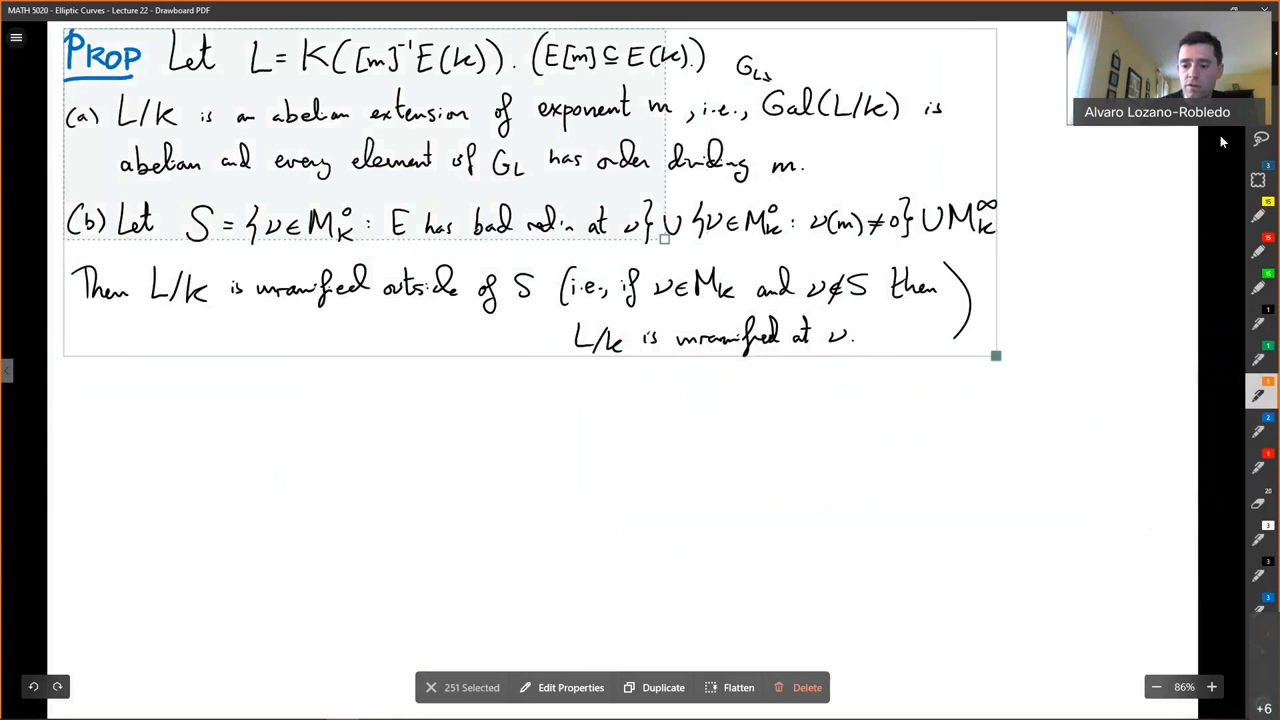 MATH 5020 - Elliptic Curves - Lecture 22 - Drawboard PDF
Alvaro Lozano-Robledo
PROP Let L = K([m]⁻¹E(K)). (E[m] ⊆ E(K).)
(a) L/K is an abelian extension of exponent m, i.e., Gal(L/K) is
abelian and every element of G_L has order dividing m.
(b) Let S = {ν ∈ M_K^0 : E has bad red'n at ν} ∪ {ν ∈ M_K^0 : ν(m) ≠ 0} ∪ M_K^∞
Then L/K is unramified outside of S (i.e., if ν ∈ M_K and ν ∉ S then
L/K is unramified at ν.)
251 Selected Edit Properties Duplicate Flatten Delete
86%
+6